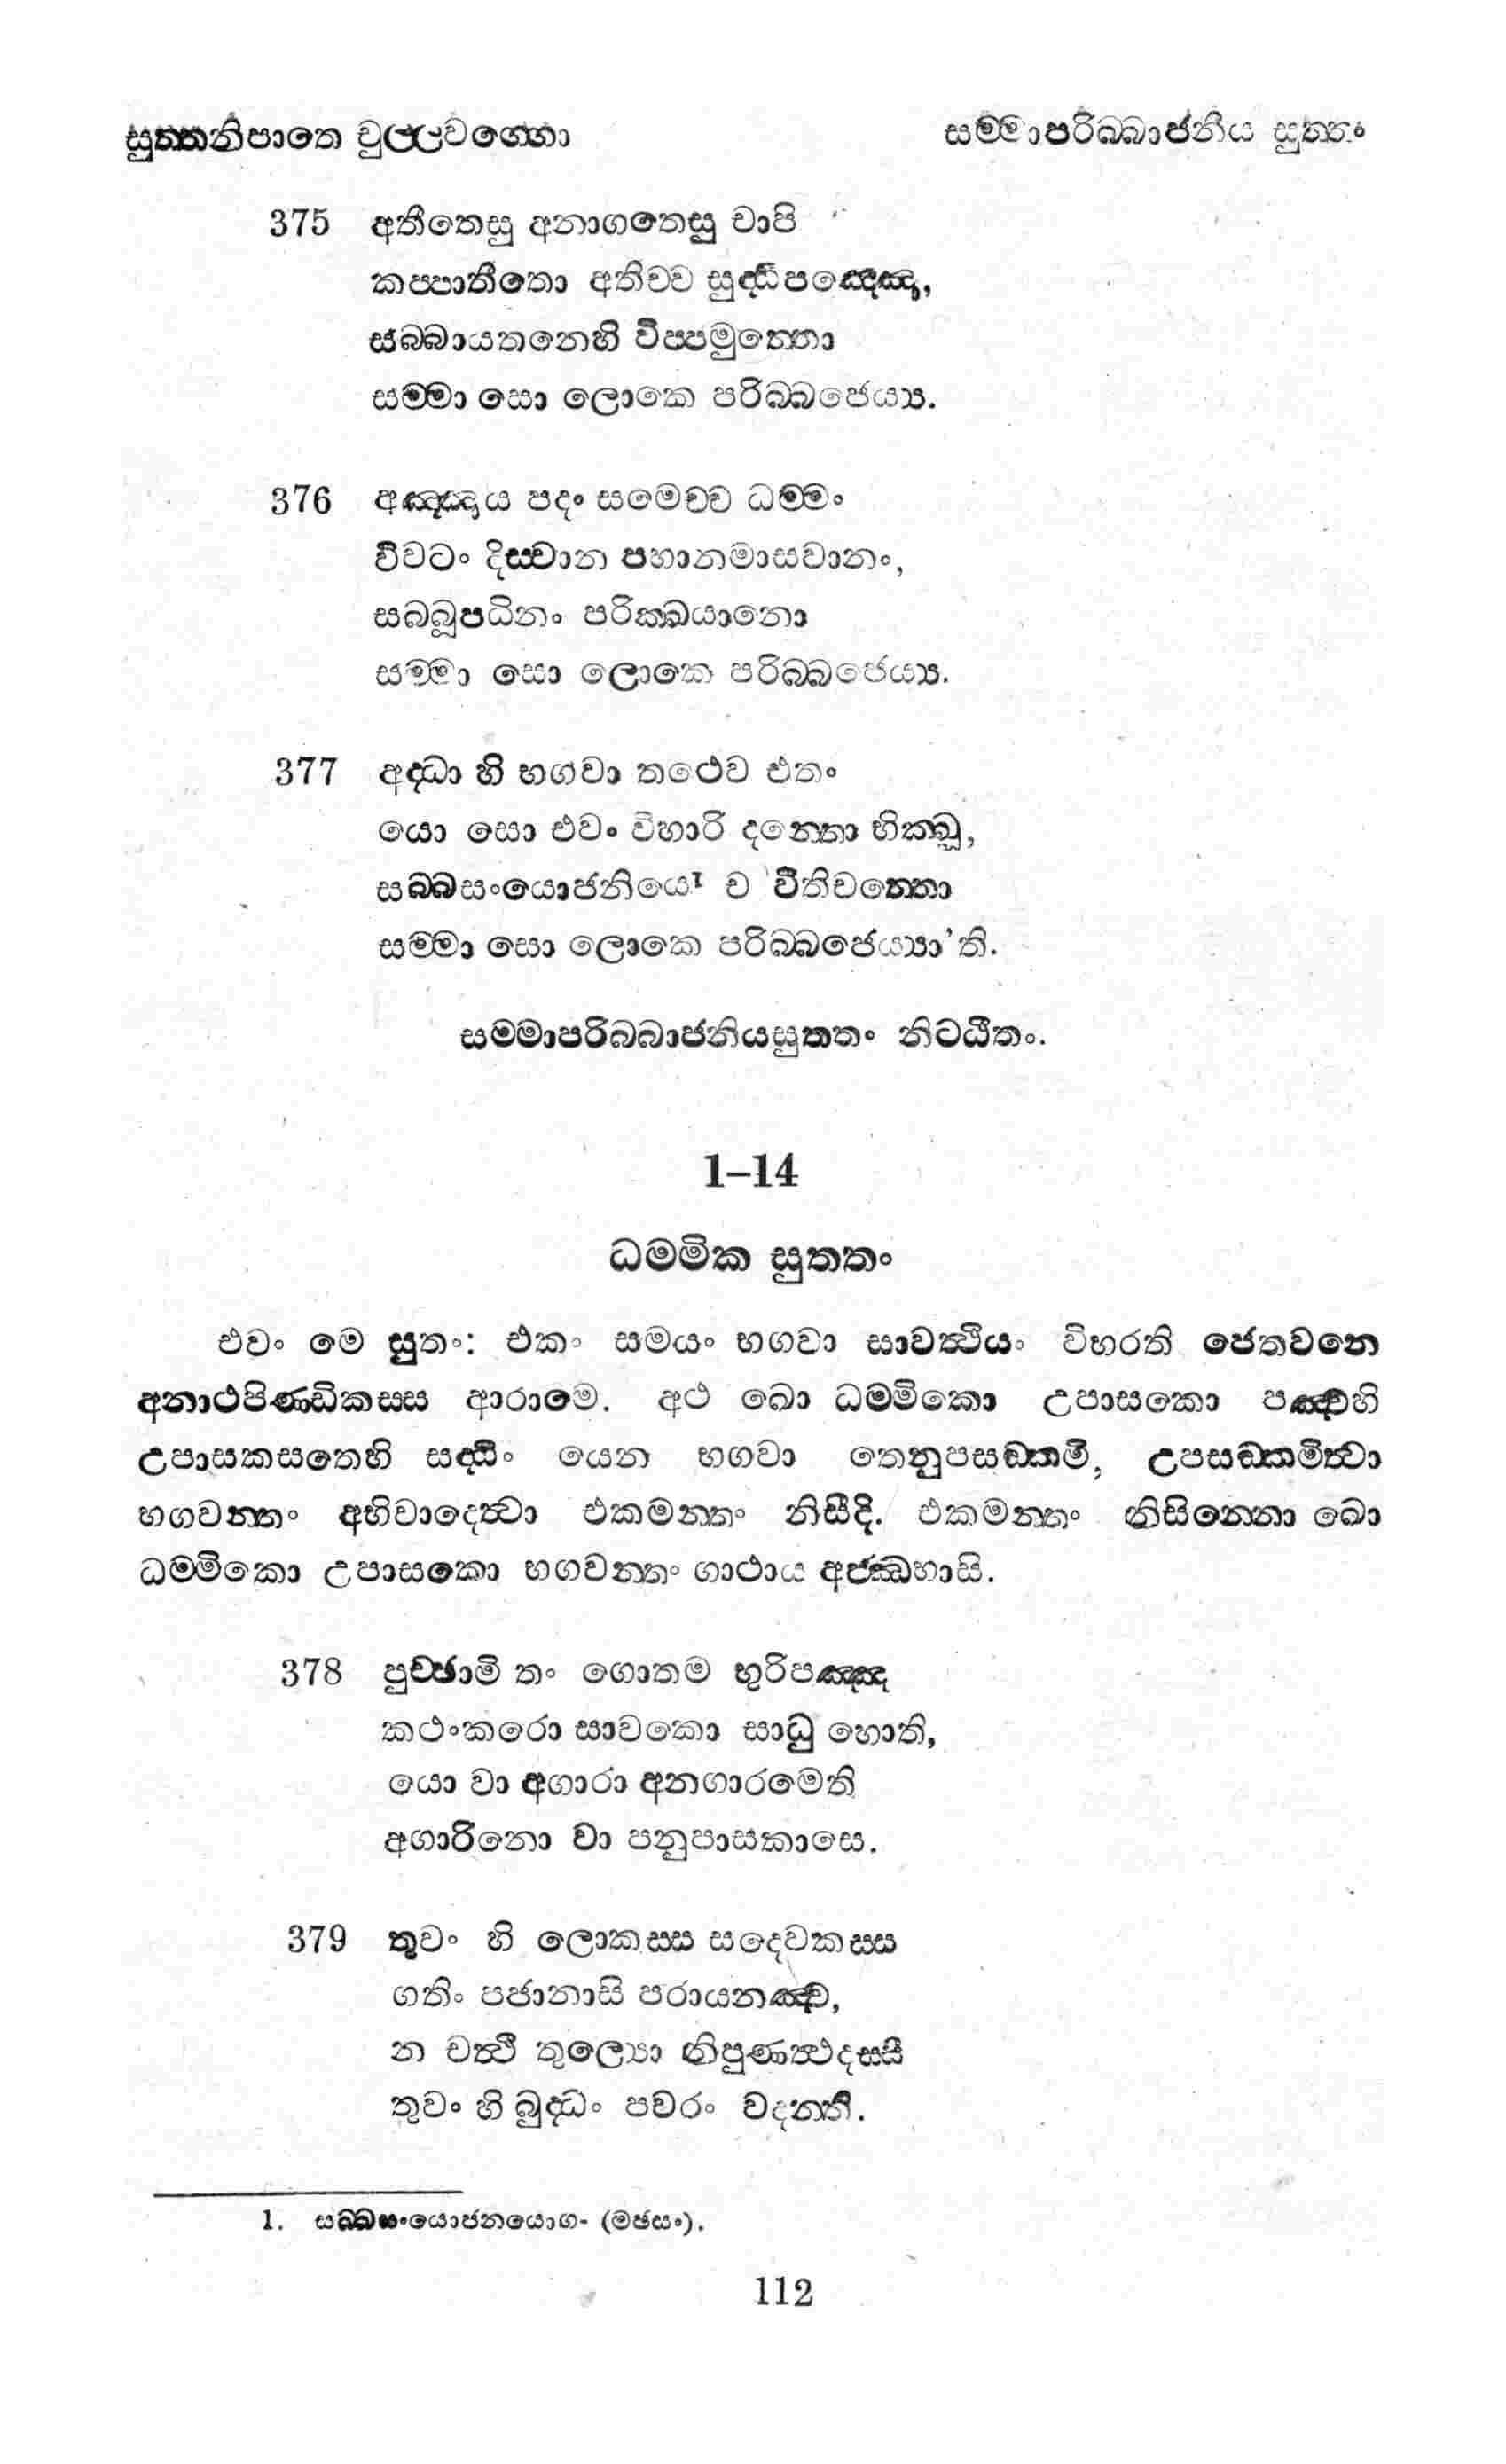 සුත්තනිපාතෙ චුල්ලවග්ගො
සම්මාපරිබ්බාජනීය සුත්තං
375 අතීතෙසු අනාගතෙසු චාපි
කප්පාතීතො අතිච්ච සුද්ධිපඤ්ඤො,
සබ්බායතනෙහි විප්පමුත්තො
සම්මා සො ලොකෙ පරිබ්බජෙය්‍ය.
376 අඤ්ඤාය පදං සමෙච්ච ධම්මං
විවටං දිස්වාන පහානමාසවානං,
සබ්බූපධිනං පරික්ඛයානො
සම්මා සො ලොකෙ පරිබ්බජෙය්‍ය.
377 අද්ධා හි භගවා තථෙව එතං
යො සො එවං විහාරි දන්තො භික්ඛූ,
සබ්බසංයොජනියෙ¹ ච වීතිවත්තො
සම්මා සො ලොකෙ පරිබ්බජෙය්‍යා'ති.
සම්මාපරිබ්බාජනියසුත්තං නිට්ඨිතං.
1–14
ධම්මික සුත්තං
එවං මෙ සුතං: එකං සමයං භගවා සාවත්ථියං විහරති ජෙතවනෙ
අනාථපිණ්ඩිකස්ස ආරාමෙ. අථ ඛො ධම්මිකො උපාසකො පඤ්චහි
උපාසකසතෙහි සද්ධිං යෙන භගවා තෙනුපසඞ්කමි, උපසඞ්කමිත්වා
භගවන්තං අභිවාදෙත්වා එකමන්තං නිසීදි. එකමන්තං නිසින්නො ඛො
ධම්මිකො උපාසකො භගවන්තං ගාථාය අජ්ඣභාසි.
378 පුච්ඡාමි තං ගොතම භූරිපඤ්ඤ
කථංකරො සාවකො සාධු හොති,
යො වා අගාරා අනගාරමෙති
අගාරිනො වා පනුපාසකාසෙ.
379 තුවං හි ලොකස්ස සදෙවකස්ස
ගතිං පජානාසි පරායනඤ්ච,
න චත්ථි තුල්‍යො නිපුණත්ථදස්සී
තුවං හි බුද්ධං පවරං වදන්ති.
1. සබ්බසංයොජනයොග- (මඡසං).
112